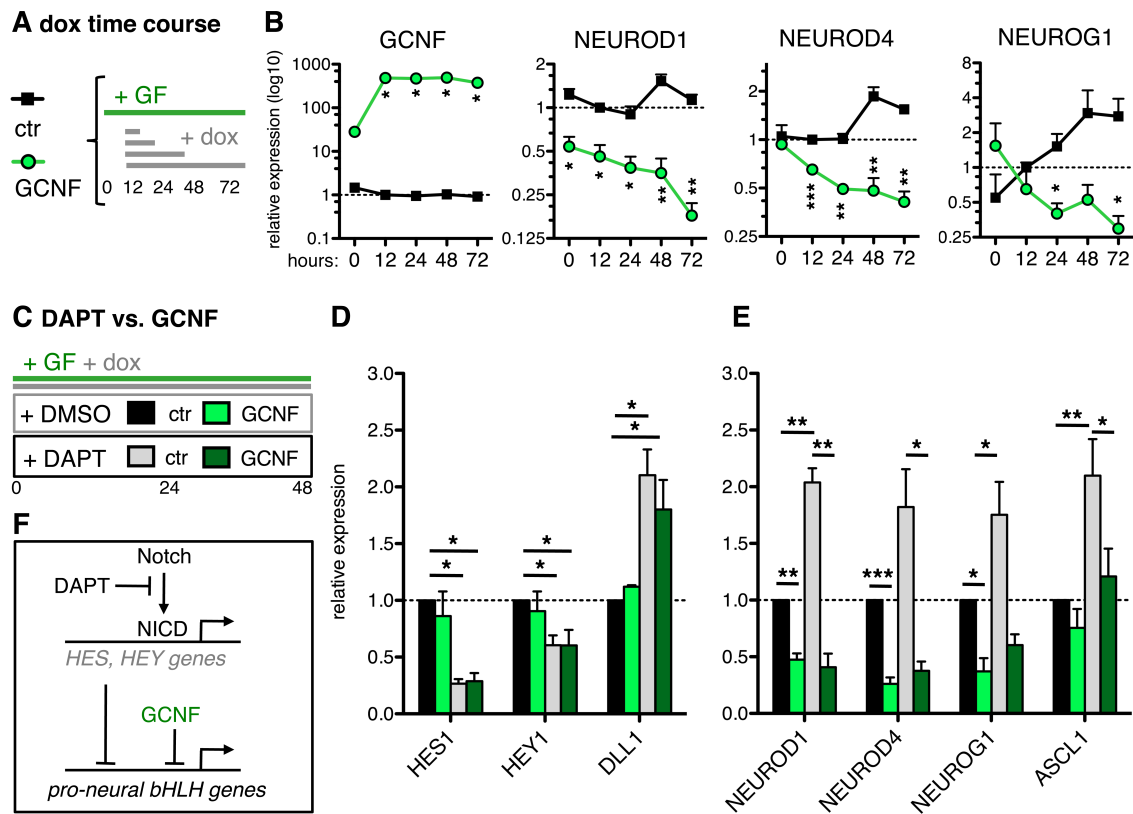 A dox time course
ctr
GCNF
+ GF
+ dox
0 12 24 48 72
B
relative expression (log10)
GCNF
1000
100
10
1
0.1
* * * *
hours: 0 12 24 48 72
NEUROD1
2
1
0.5
0.25
0.125
* * * ** **
0 12 24 48 72
NEUROD4
2
1
0.5
0.25
*** ** ** **
0 12 24 48 72
NEUROG1
8
4
2
1
0.5
0.25
* *
0 12 24 48 72
C DAPT vs. GCNF
+ GF + dox
+ DMSO ctr GCNF
+ DAPT ctr GCNF
0 24 48
D
relative expression
3.0
2.5
2.0
1.5
1.0
0.5
0.0
* * * * * *
HES1 HEY1 DLL1
E
3.0
2.5
2.0
1.5
1.0
0.5
0.0
** ** ** *** * * * ** *
NEUROD1 NEUROD4 NEUROG1 ASCL1
F
Notch
DAPT
NICD
HES, HEY genes
GCNF
pro-neural bHLH genes